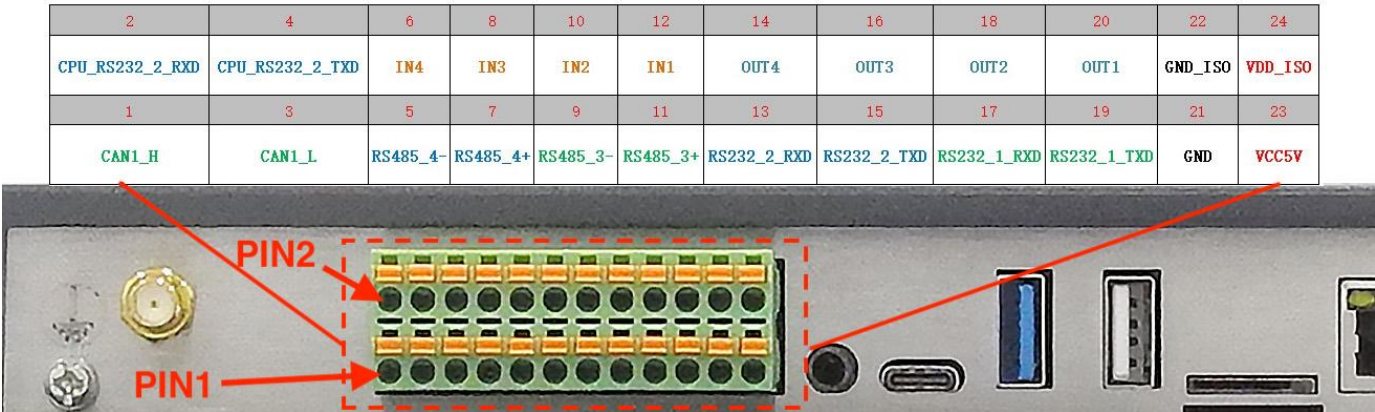 2 4 6 8 10 12 14 16 18 20 22 24
CPU_RS232_2_RXD CPU_RS232_2_TXD IN4 IN3 IN2 IN1 OUT4 OUT3 OUT2 OUT1 GND_ISO VDD_ISO
1 3 5 7 9 11 13 15 17 19 21 23
CAN1_H CAN1_L RS485_4- RS485_4+ RS485_3- RS485_3+ RS232_2_RXD RS232_2_TXD RS232_1_RXD RS232_1_TXD GND VCC5V
PIN2
PIN1